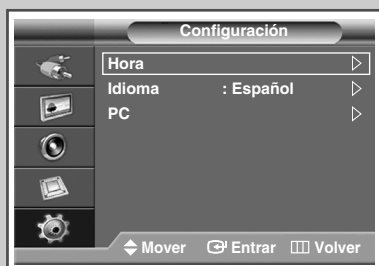 Configuración
Hora
Idioma : Español
PC
Mover Entrar Volver